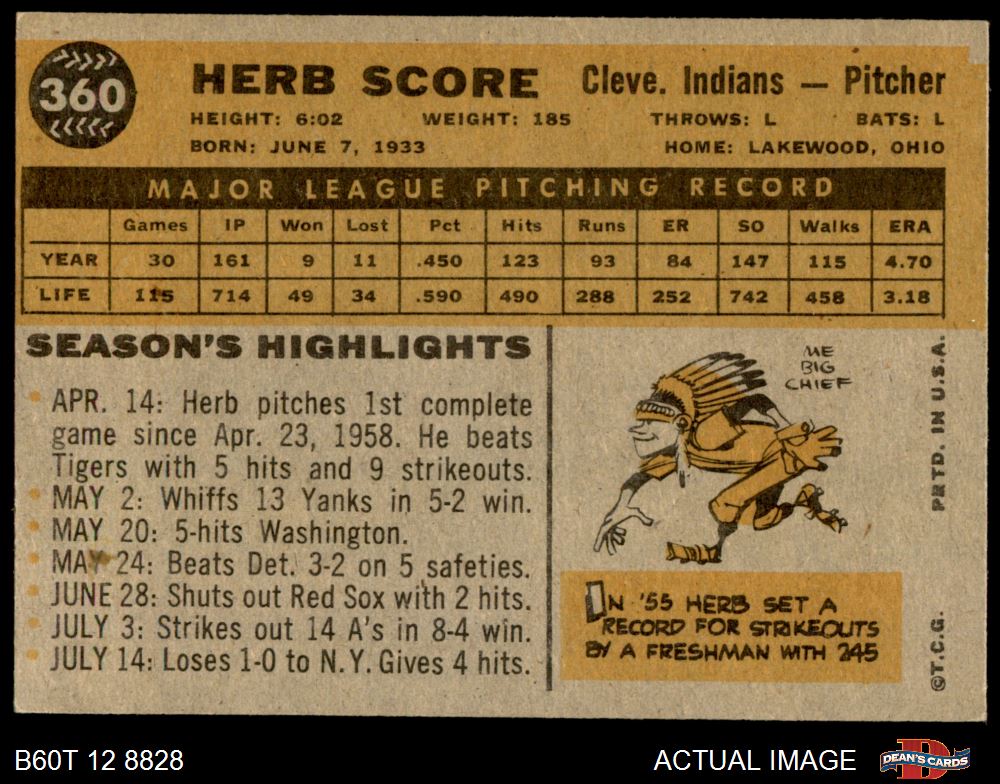 360
HERB SCORE Cleve. Indians — Pitcher
HEIGHT: 6:02 WEIGHT: 185 THROWS: L BATS: L
BORN: JUNE 7, 1933 HOME: LAKEWOOD, OHIO
MAJOR LEAGUE PITCHING RECORD
Games IP Won Lost Pct Hits Runs ER SO Walks ERA
YEAR 30 161 9 11 .450 123 93 84 147 115 4.70
LIFE 115 714 49 34 .590 490 288 252 742 458 3.18
SEASON'S HIGHLIGHTS
APR. 14: Herb pitches 1st complete
game since Apr. 23, 1958. He beats
Tigers with 5 hits and 9 strikeouts.
MAY 2: Whiffs 13 Yanks in 5-2 win.
MAY 20: 5-hits Washington.
MAY 24: Beats Det. 3-2 on 5 safeties.
JUNE 28: Shuts out Red Sox with 2 hits.
JULY 3: Strikes out 14 A's in 8-4 win.
JULY 14: Loses 1-0 to N.Y. Gives 4 hits.
ME
BIG
CHIEF
IN '55 HERB SET A
RECORD FOR STRIKEOUTS
BY A FRESHMAN WITH 245
©T.C.G. PRTD. IN U.S.A.
B60T 12 8828 ACTUAL IMAGE
DEAN'S CARDS